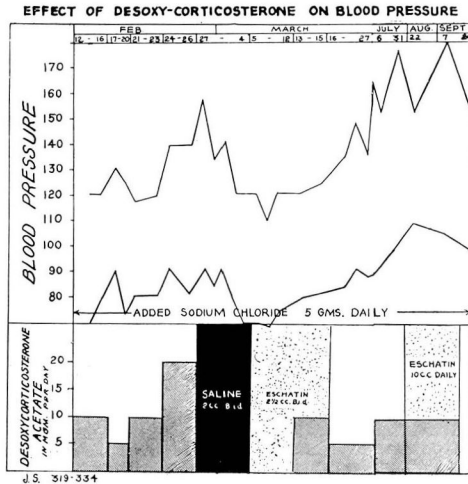 EFFECT OF DESOXY-CORTICOSTERONE ON BLOOD PRESSURE
FEB MARCH JULY AUG. SEPT
12 - 16 17-20 21 - 23 24 - 26 27 - 4 5 - 12 13 - 15 16 - 27 6 31 22 7
170
160
150
140
130
120
110
100
90
80
BLOOD PRESSURE
ADDED SODIUM CHLORIDE 5 GMS. DAILY
DESOXYCORTICOSTERONE
ACETATE
IN MGM. PER DAY
20
15
10
5
SALINE
2CC B.i.d
ESCHATIN
2½CC. B.i.d
ESCHATIN
10CC DAILY
J.S. 319-334